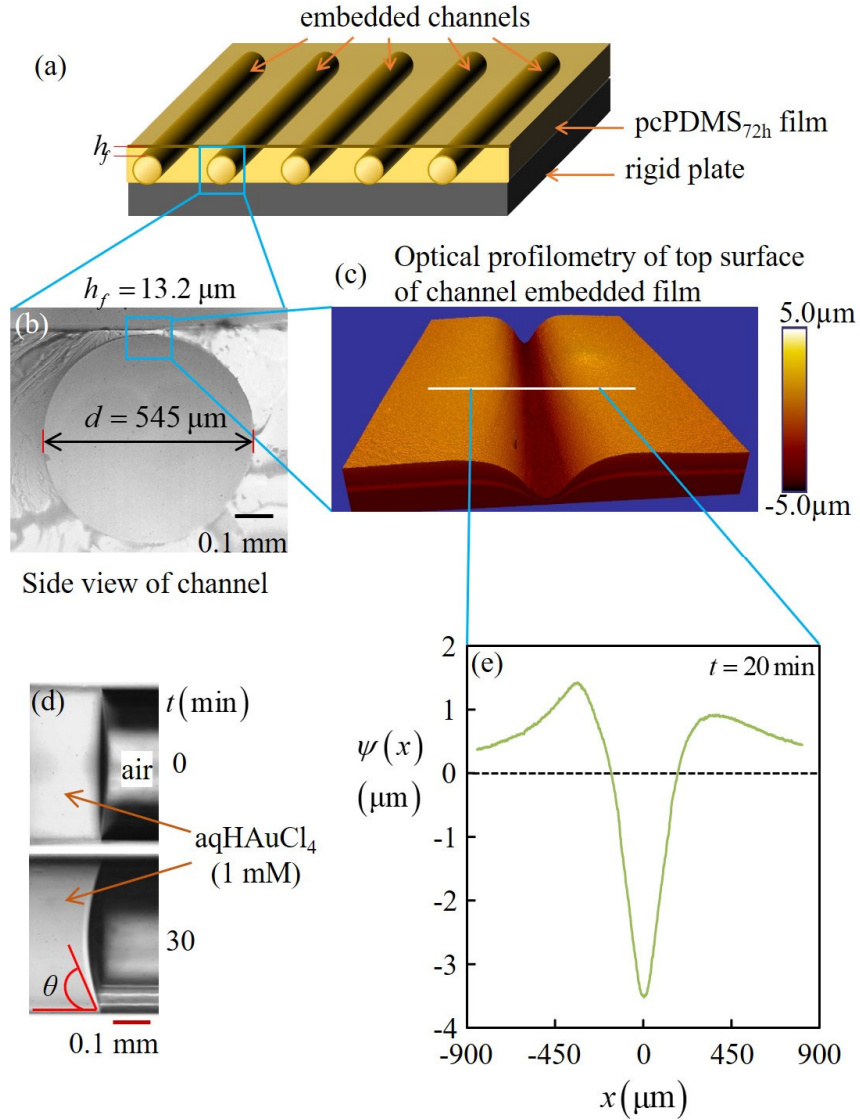 embedded channels
(a)
h_f
pcPDMS₇₂ₕ film
rigid plate
(c) Optical profilometry of top surface
of channel embedded film
h_f = 13.2 μm
(b)
d = 545 μm
0.1 mm
Side view of channel
5.0μm
-5.0μm
(d)
t(min)
air
0
aqHAuCl₄
(1 mM)
30
θ
0.1 mm
(e)
t = 20 min
ψ(x)
(μm)
2
1
0
-1
-2
-3
-4
-900
-450
0
450
900
x(μm)